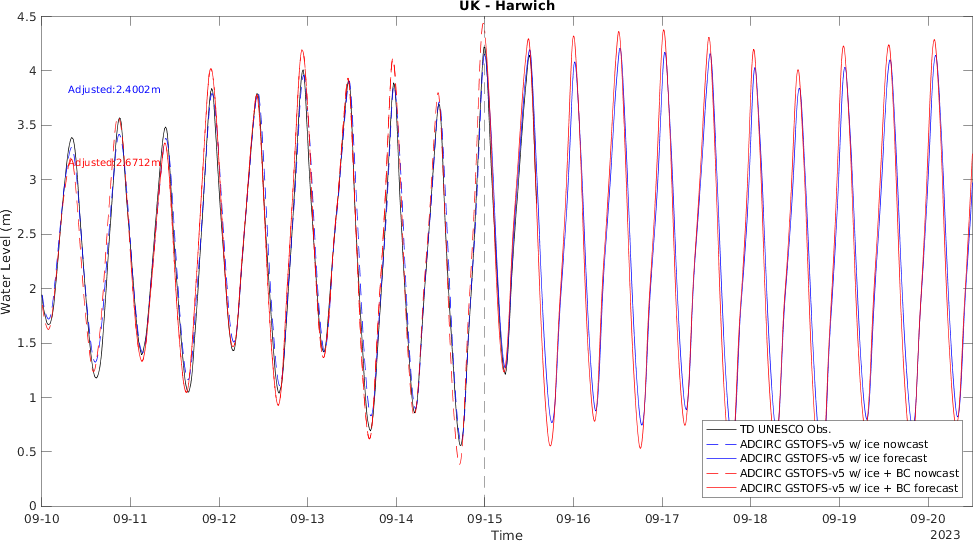 UK - Harwich
4.5
4
3.5
3
2.5
2
1.5
1
0.5
0
Water Level (m)
Adjusted:2.4002m
Adjusted:2.6712m
TD UNESCO Obs.
ADCIRC GSTOFS-v5 w/ ice nowcast
ADCIRC GSTOFS-v5 w/ ice forecast
ADCIRC GSTOFS-v5 w/ ice + BC nowcast
ADCIRC GSTOFS-v5 w/ ice + BC forecast
09-10 09-11 09-12 09-13 09-14 09-15 09-16 09-17 09-18 09-19 09-20
Time
2023